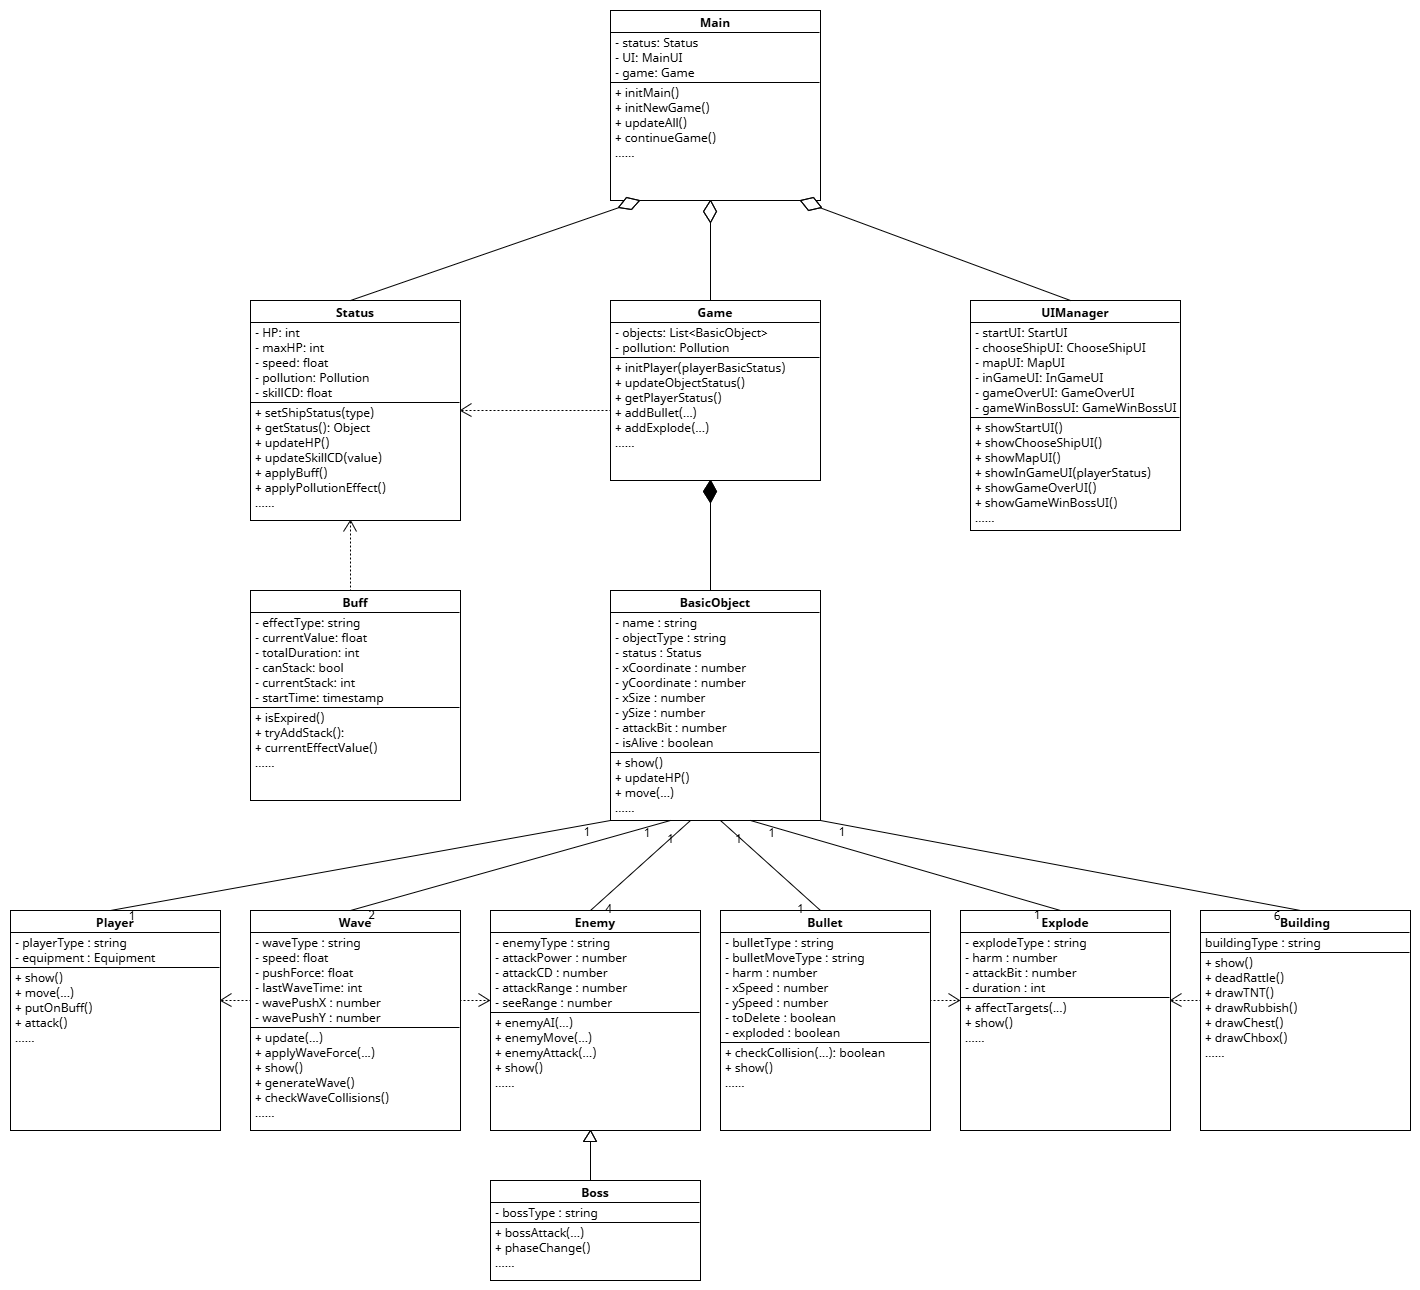 Main
- status: Status
- UI: MainUI
- game: Game
+ initMain()
+ initNewGame()
+ updateAll()
+ continueGame()
......
Status
- HP: int
- maxHP: int
- speed: float
- pollution: Pollution
- skillCD: float
+ setShipStatus(type)
+ getStatus(): Object
+ updateHP()
+ updateSkillCD(value)
+ applyBuff()
+ applyPollutionEffect()
......
Game
- objects: List<BasicObject>
- pollution: Pollution
+ initPlayer(playerBasicStatus)
+ updateObjectStatus()
+ getPlayerStatus()
+ addBullet(...)
+ addExplode(...)
......
UIManager
- startUI: StartUI
- chooseShipUI: ChooseShipUI
- mapUI: MapUI
- inGameUI: InGameUI
- gameOverUI: GameOverUI
- gameWinBossUI: GameWinBossUI
+ showStartUI()
+ showChooseShipUI()
+ showMapUI()
+ showInGameUI(playerStatus)
+ showGameOverUI()
+ showGameWinBossUI()
......
Buff
- effectType: string
- currentValue: float
- totalDuration: int
- canStack: bool
- currentStack: int
- startTime: timestamp
+ isExpired()
+ tryAddStack():
+ currentEffectValue()
......
BasicObject
- name : string
- objectType : string
- status : Status
- xCoordinate : number
- yCoordinate : number
- xSize : number
- ySize : number
- attackBit : number
- isAlive : boolean
+ show()
+ updateHP()
+ move(...)
......
1
1
1
1
1
1
1
2
4
1
1
6
Player
- playerType : string
- equipment : Equipment
+ show()
+ move(...)
+ putOnBuff()
+ attack()
......
Wave
- waveType : string
- speed: float
- pushForce: float
- lastWaveTime: int
- wavePushX : number
- wavePushY : number
+ update(...)
+ applyWaveForce(...)
+ show()
+ generateWave()
+ checkWaveCollisions()
......
Enemy
- enemyType : string
- attackPower : number
- attackCD : number
- attackRange : number
- seeRange : number
+ enemyAI(...)
+ enemyMove(...)
+ enemyAttack(...)
+ show()
......
Bullet
- bulletType : string
- bulletMoveType : string
- harm : number
- xSpeed : number
- ySpeed : number
- toDelete : boolean
- exploded : boolean
+ checkCollision(...): boolean
+ show()
......
Explode
- explodeType : string
- harm : number
- attackBit : number
- duration : int
+ affectTargets(...)
+ show()
......
Building
buildingType : string
+ show()
+ deadRattle()
+ drawTNT()
+ drawRubbish()
+ drawChest()
+ drawChbox()
......
Boss
- bossType : string
+ bossAttack(...)
+ phaseChange()
......